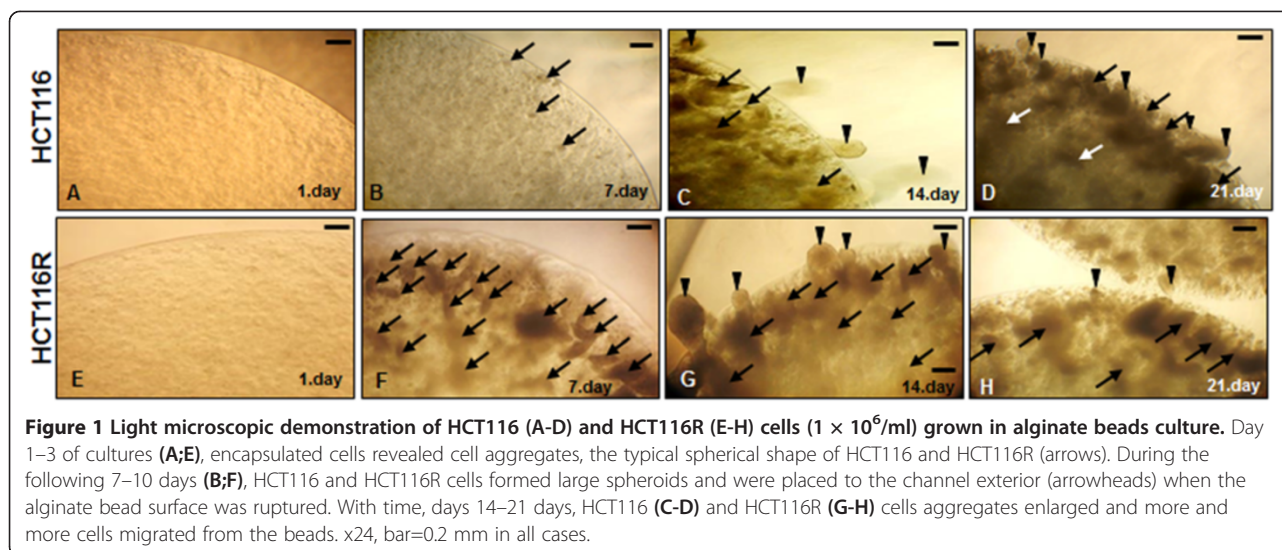 HCT116
A
1.day
B
7.day
C
14.day
D
21.day
HCT116R
E
1.day
F
7.day
G
14.day
H
21.day
Figure 1 Light microscopic demonstration of HCT116 (A-D) and HCT116R (E-H) cells (1 × 10⁶/ml) grown in alginate beads culture. Day
1–3 of cultures (A;E), encapsulated cells revealed cell aggregates, the typical spherical shape of HCT116 and HCT116R (arrows). During the
following 7–10 days (B;F), HCT116 and HCT116R cells formed large spheroids and were placed to the channel exterior (arrowheads) when the
alginate bead surface was ruptured. With time, days 14–21 days, HCT116 (C-D) and HCT116R (G-H) cells aggregates enlarged and more and
more cells migrated from the beads. x24, bar=0.2 mm in all cases.